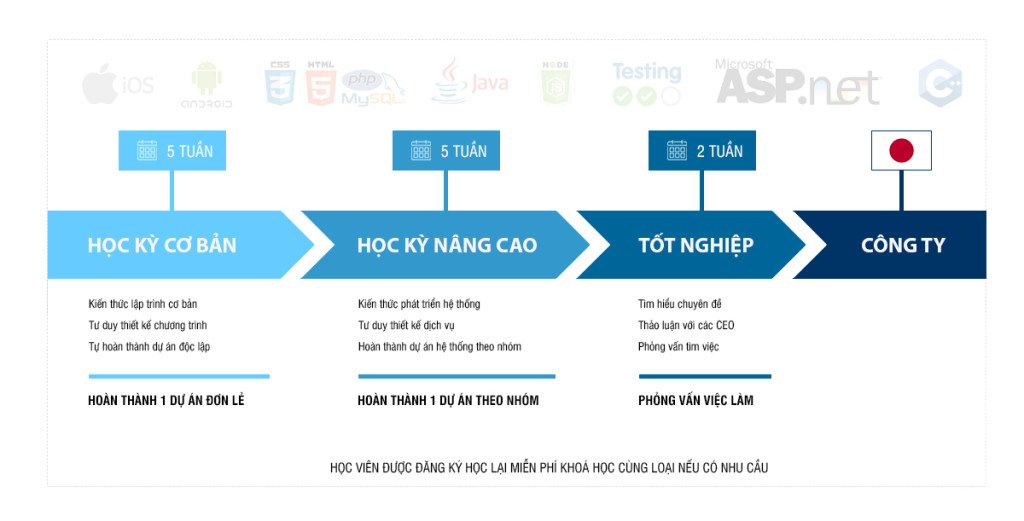 iOS
ANDROID
CSS
3
HTML
5
php
MySQL
Java
NODE
JS
Testing
Microsoft
ASP.net
C++
5 TUẦN
5 TUẦN
2 TUẦN
HỌC KỲ CƠ BẢN
HỌC KỲ NÂNG CAO
TỐT NGHIỆP
CÔNG TY
Kiến thức lập trình cơ bản
Tư duy thiết kế chương trình
Tự hoàn thành dự án độc lập
Kiến thức phát triển hệ thống
Tư duy thiết kế dịch vụ
Hoàn thành dự án hệ thống theo nhóm
Tìm hiểu chuyên đề
Thảo luận với các CEO
Phỏng vấn tìm việc
HOÀN THÀNH 1 DỰ ÁN ĐƠN LẺ
HOÀN THÀNH 1 DỰ ÁN THEO NHÓM
PHỎNG VẤN VIỆC LÀM
HỌC VIÊN ĐƯỢC ĐĂNG KÝ HỌC LẠI MIỄN PHÍ KHOÁ HỌC CÙNG LOẠI NẾU CÓ NHU CẦU